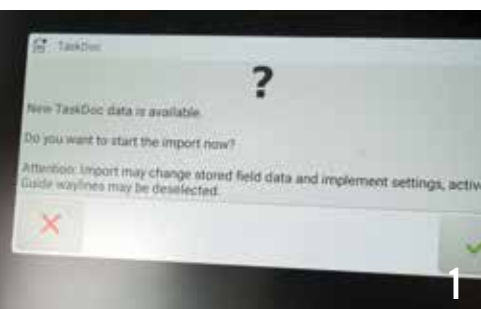 TaskDoc
?
New TaskDoc data is available.
Do you want to start the import now?
Attention: Import may change stored field data and implement settings, active
Guide waylines may be deselected.
1